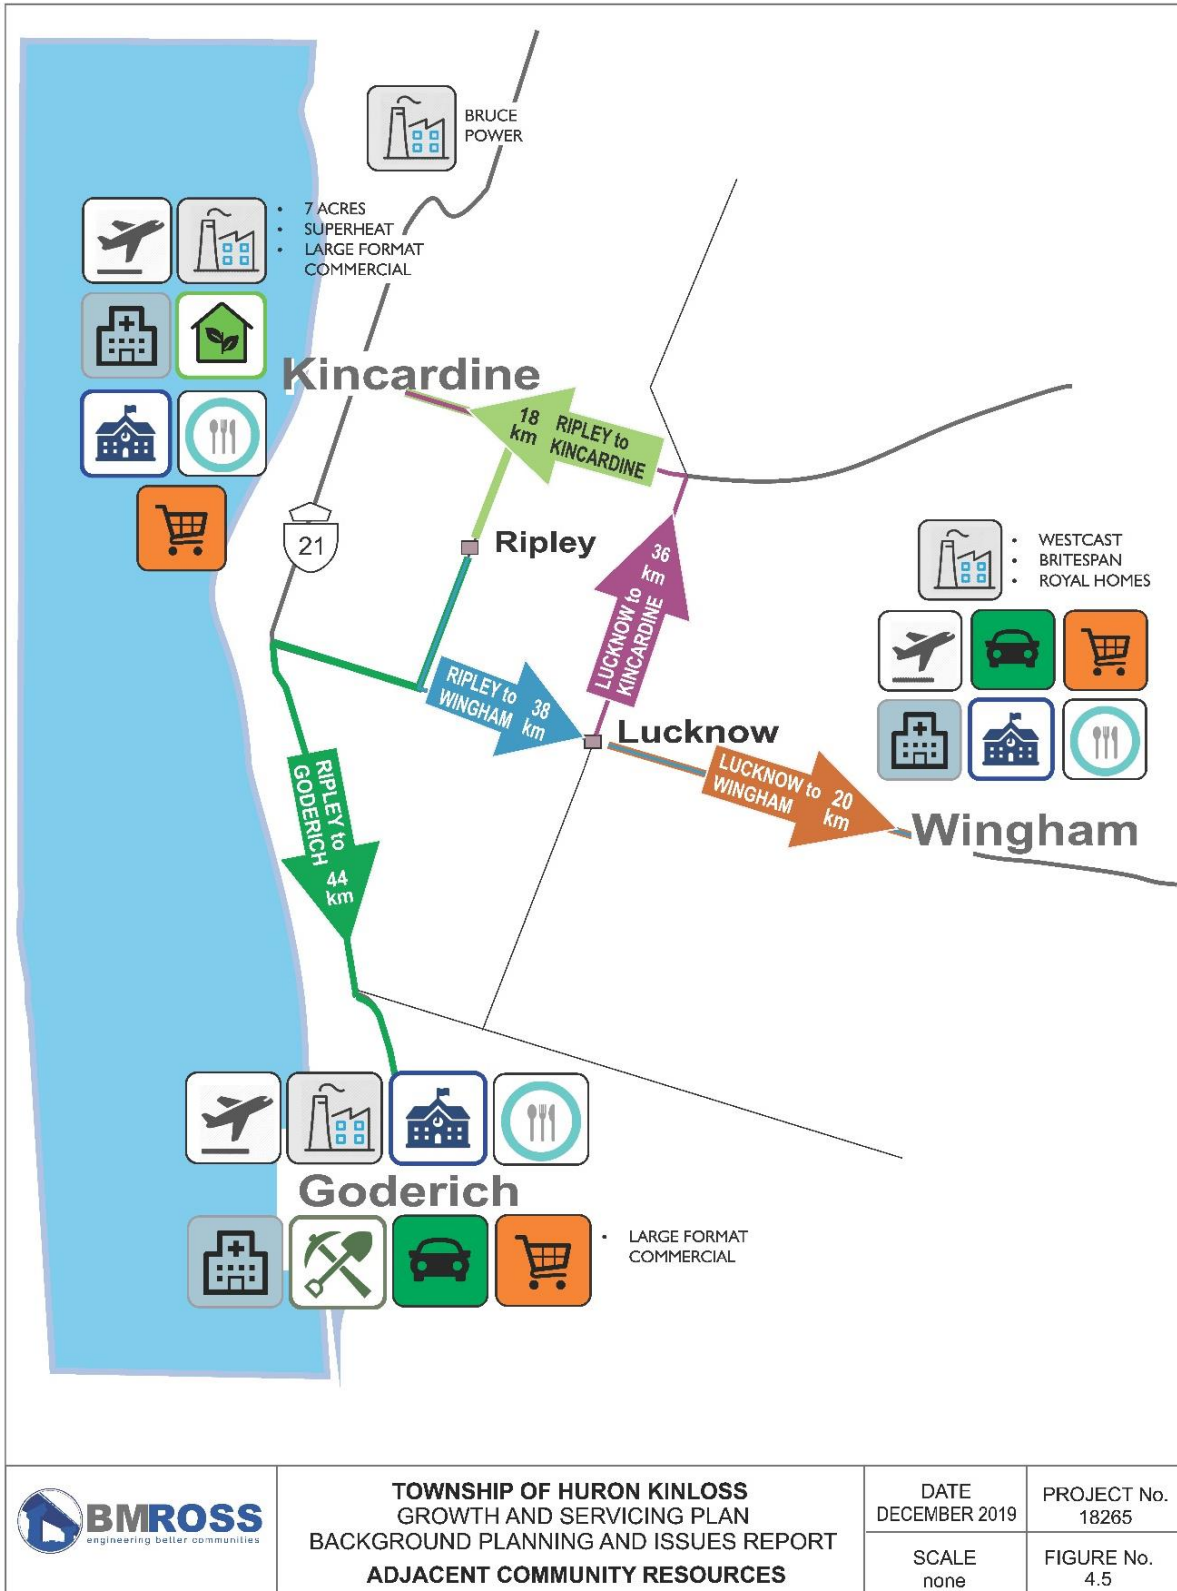 BRUCE
POWER
• 7 ACRES
• SUPERHEAT
• LARGE FORMAT
COMMERCIAL
Kincardine
18
km
RIPLEY to
KINCARDINE
21
Ripley
36
km
LUCKNOW to
KINCARDINE
• WESTCAST
• BRITESPAN
• ROYAL HOMES
RIPLEY to
WINGHAM
38
km
Lucknow
LUCKNOW to
WINGHAM
20
km
Wingham
RIPLEY to
GODERICH
44
km
Goderich
• LARGE FORMAT
COMMERCIAL
BMROSS
engineering better communities
TOWNSHIP OF HURON KINLOSS
GROWTH AND SERVICING PLAN
BACKGROUND PLANNING AND ISSUES REPORT
ADJACENT COMMUNITY RESOURCES
DATE
DECEMBER 2019
PROJECT No.
18265
SCALE
none
FIGURE No.
4.5